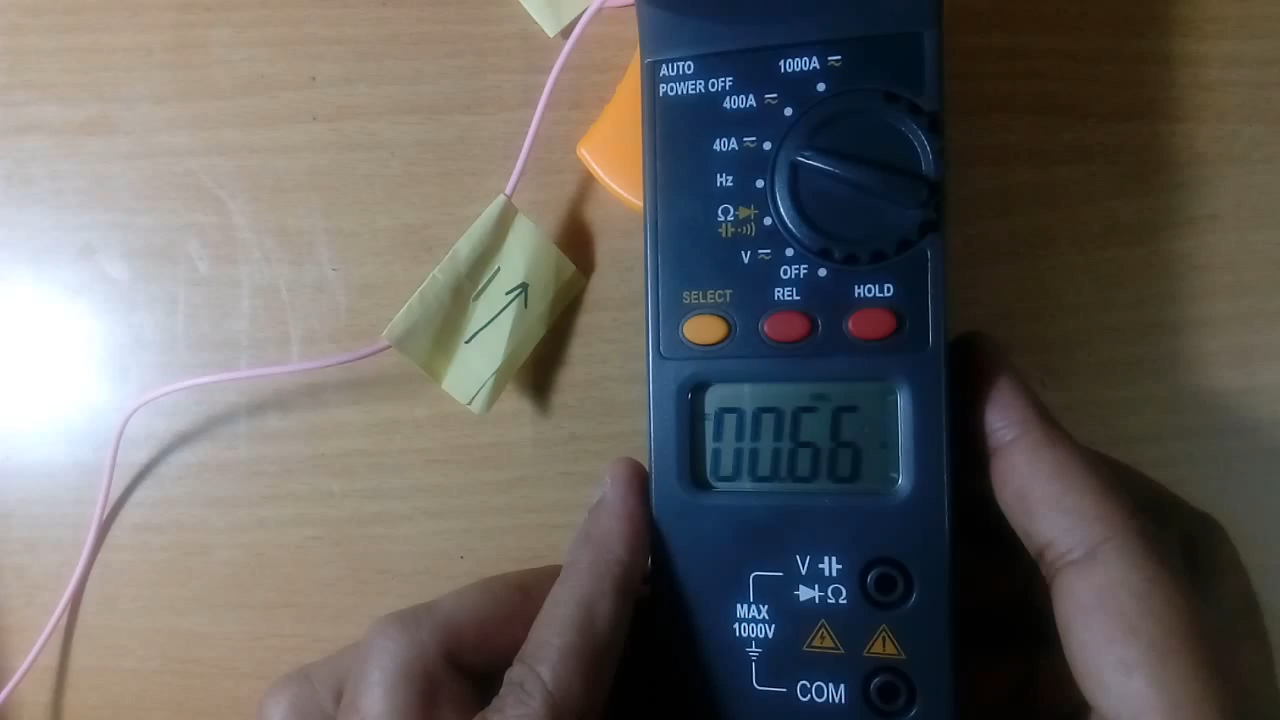 AUTO
POWER OFF
1000A
400A
40A
Hz
Ω
V
OFF
SELECT
REL
HOLD
00.66
V
Ω
MAX
1000V
COM